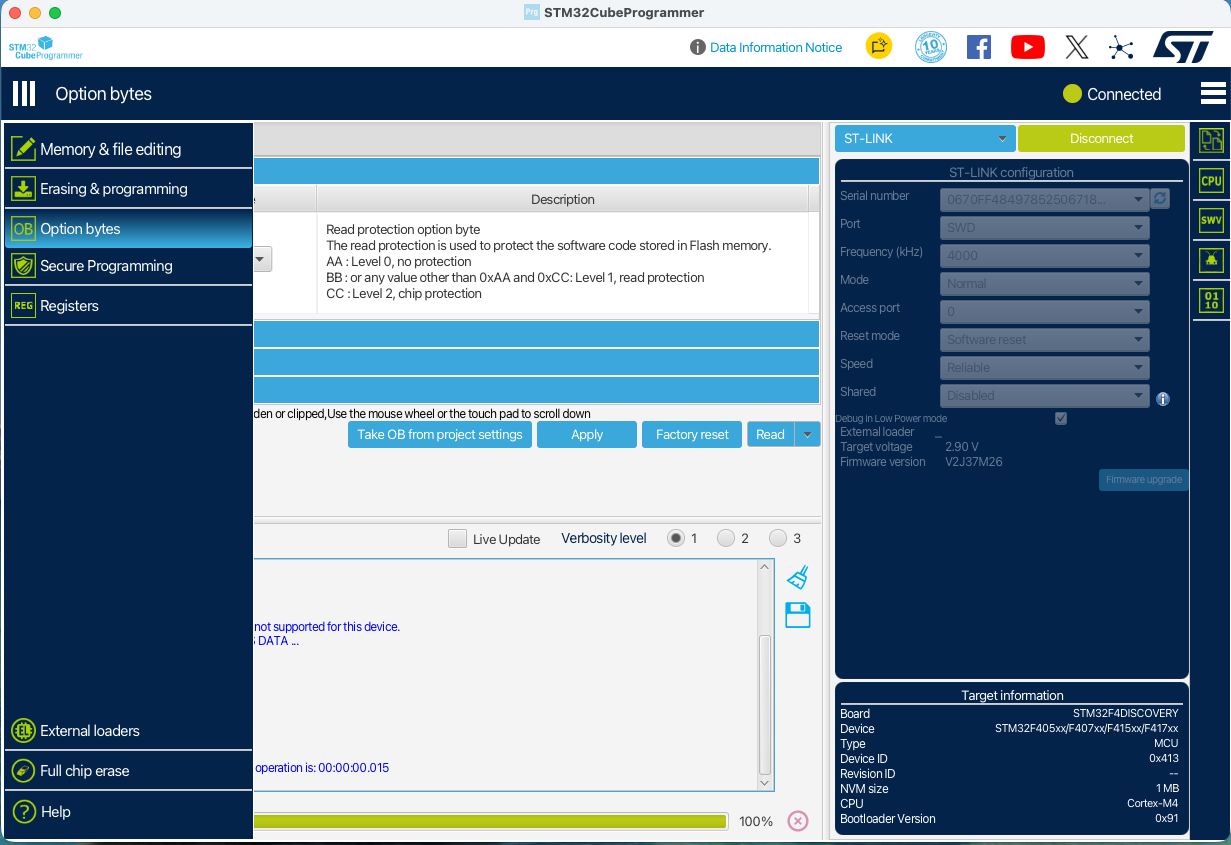 Prg STM32CubeProgrammer
STM32
CubeProgrammer
Data Information Notice
10
Option bytes
Connected
Memory & file editing
Erasing & programming
OB Option bytes
Secure Programming
REG Registers
External loaders
Full chip erase
Help
Description
Read protection option byte
The read protection is used to protect the software code stored in Flash memory.
AA : Level 0, no protection
BB : or any value other than 0xAA and 0xCC: Level 1, read protection
CC : Level 2, chip protection
den or clipped,Use the mouse wheel or the touch pad to scroll down
Take OB from project settings Apply Factory reset Read
Live Update Verbosity level 1 2 3
not supported for this device.
DATA ...
operation is: 00:00:00.015
100%
ST-LINK Disconnect
ST-LINK configuration
Serial number 0670FF48497852506718...
Port SWD
Frequency (kHz) 4000
Mode Normal
Access port 0
Reset mode Software reset
Speed Reliable
Shared Disabled
Debug in Low Power mode
External loader _
Target voltage 2.90 V
Firmware version V2J37M26
Firmware upgrade
Target information
Board STM32F4DISCOVERY
Device STM32F405xx/F407xx/F415xx/F417xx
Type MCU
Device ID 0x413
Revision ID --
NVM size 1 MB
CPU Cortex-M4
Bootloader Version 0x91
CPU
SWV
01
10